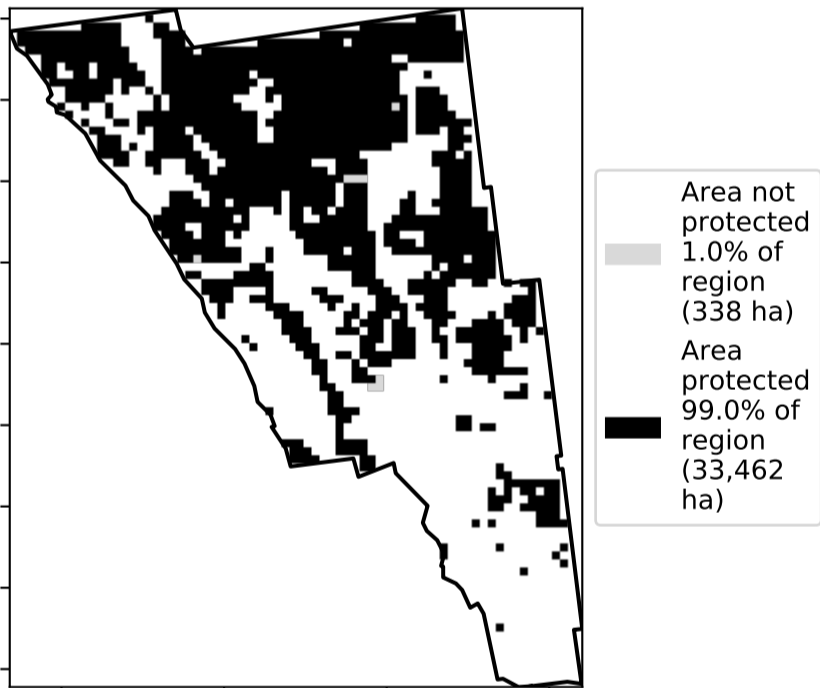 Area not
protected
1.0% of
region
(338 ha)
Area
protected
99.0% of
region
(33,462
ha)